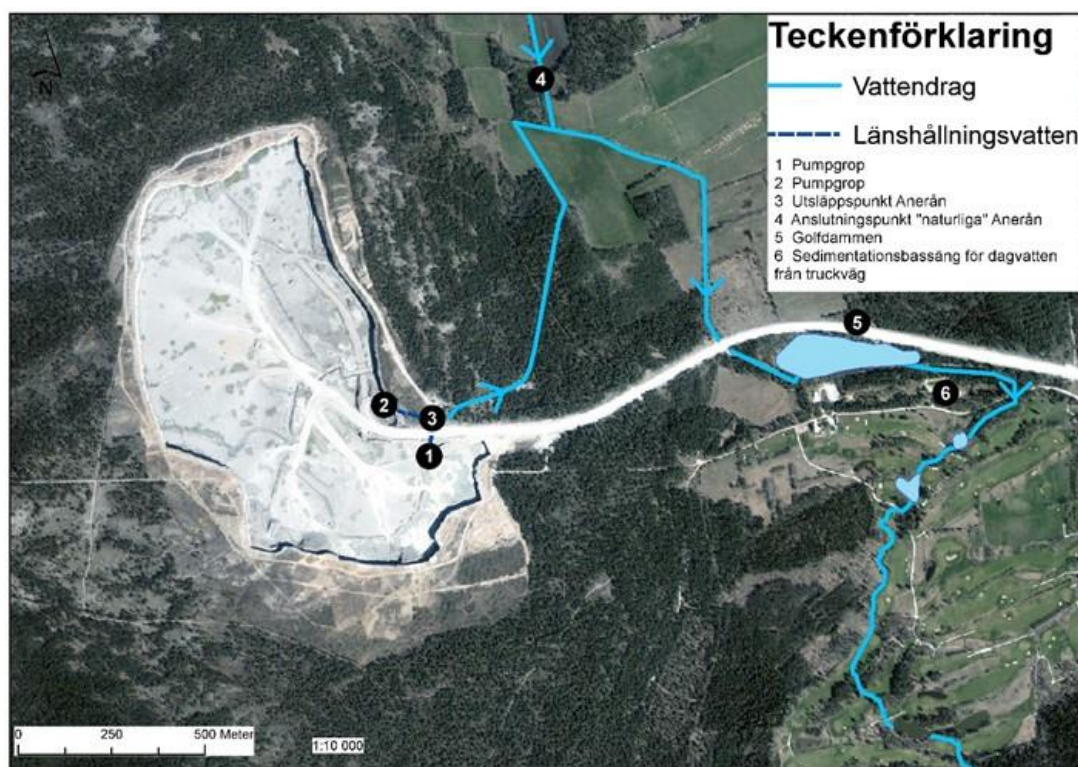 Teckenförklaring
Vattendrag
Länshållningsvatten
1 Pumpgrop
2 Pumpgrop
3 Utsläppspunkt Anerån
4 Anslutningspunkt "naturliga" Anerån
5 Golfdammen
6 Sedimentationsbassäng för dagvatten
från truckväg
N
4
5
6
2
3
1
0 250 500 Meter
1:10 000